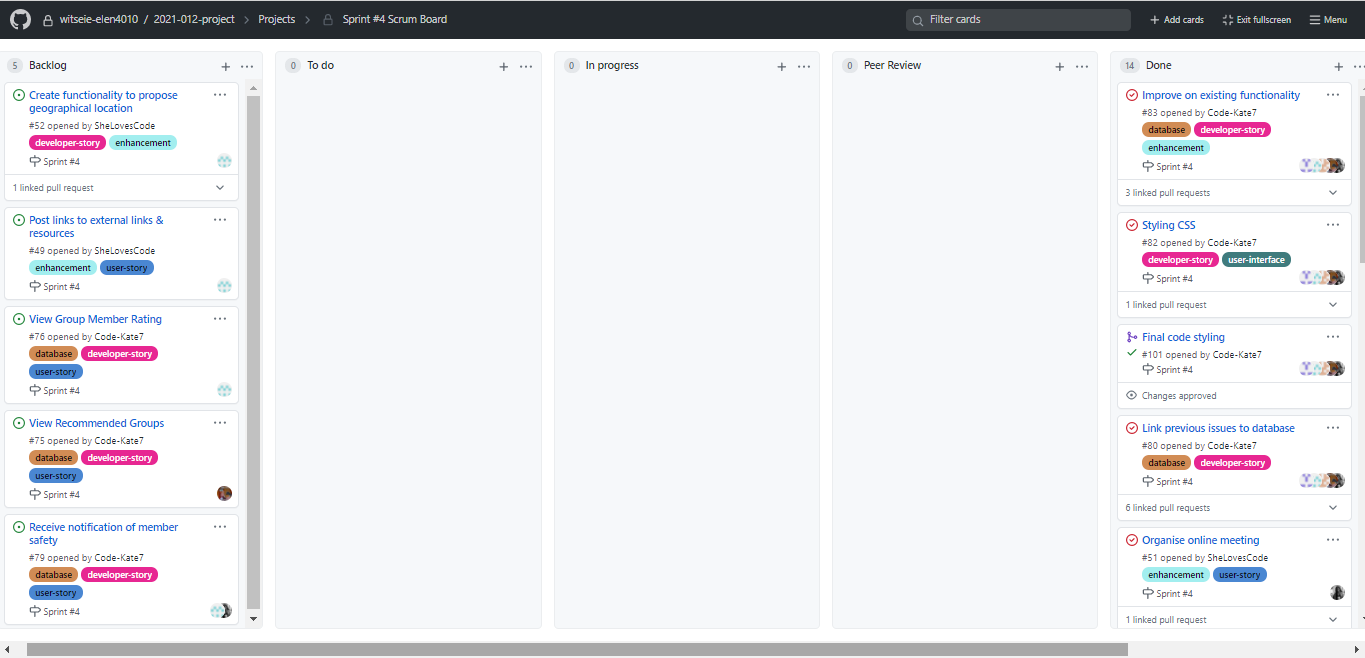 witseie-elen4010 / 2021-012-project > Projects > Sprint #4 Scrum Board
Filter cards
+ Add cards
Exit fullscreen
Menu
5 Backlog
Create functionality to propose
geographical location
#52 opened by SheLovesCode
developer-story enhancement
Sprint #4
1 linked pull request
Post links to external links &
resources
#49 opened by SheLovesCode
enhancement user-story
Sprint #4
View Group Member Rating
#76 opened by Code-Kate7
database developer-story
user-story
Sprint #4
View Recommended Groups
#75 opened by Code-Kate7
database developer-story
user-story
Sprint #4
Receive notification of member
safety
#79 opened by Code-Kate7
database developer-story
user-story
Sprint #4
0 To do
0 In progress
0 Peer Review
14 Done
Improve on existing functionality
#83 opened by Code-Kate7
database developer-story
enhancement
Sprint #4
3 linked pull requests
Styling CSS
#82 opened by Code-Kate7
developer-story user-interface
Sprint #4
1 linked pull request
Final code styling
#101 opened by Code-Kate7
Sprint #4
Changes approved
Link previous issues to database
#80 opened by Code-Kate7
database developer-story
Sprint #4
6 linked pull requests
Organise online meeting
#51 opened by SheLovesCode
enhancement user-story
Sprint #4
1 linked pull request